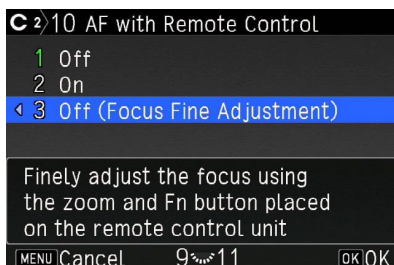 C 2 10 AF with Remote Control
1 Off
2 On
3 Off (Focus Fine Adjustment)
Finely adjust the focus using
the zoom and Fn button placed
on the remote control unit
MENU Cancel 9 11 OK OK